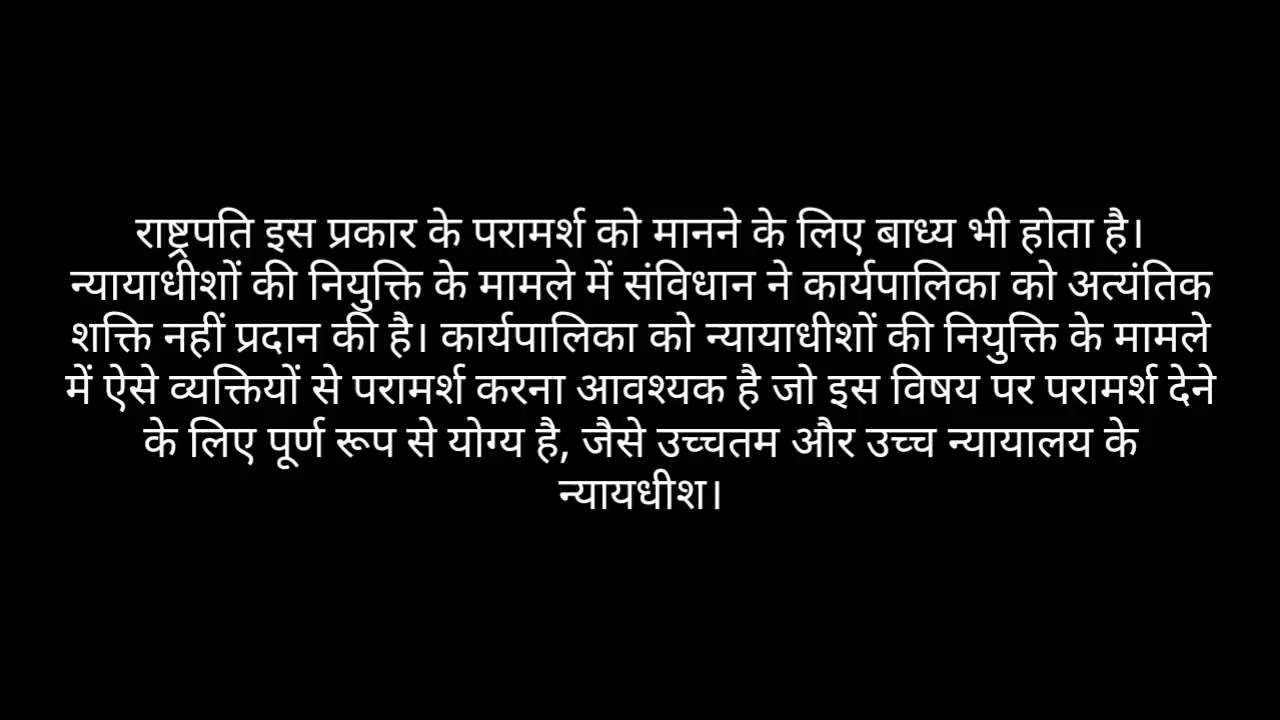 राष्ट्रपति इस प्रकार के परामर्श को मानने के लिए बाध्य भी होता है।
न्यायाधीशों की नियुक्ति के मामले में संविधान ने कार्यपालिका को अत्यंतिक
शक्ति नहीं प्रदान की है। कार्यपालिका को न्यायाधीशों की नियुक्ति के मामले
में ऐसे व्यक्तियों से परामर्श करना आवश्यक है जो इस विषय पर परामर्श देने
के लिए पूर्ण रूप से योग्य है, जैसे उच्चतम और उच्च न्यायालय के
न्यायधीश।